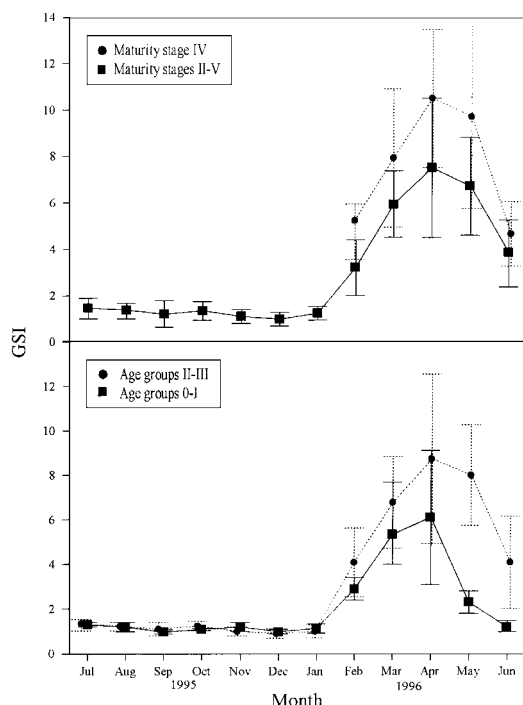 14
Maturity stage IV
Maturity stages II-V
12
10
8
6
4
2
0
GSI
Age groups II-III
Age groups 0-I
12
10
8
6
4
2
0
Jul Aug Sep Oct Nov Dec Jan Feb Mar Apr May Jun
1995 1996
Month